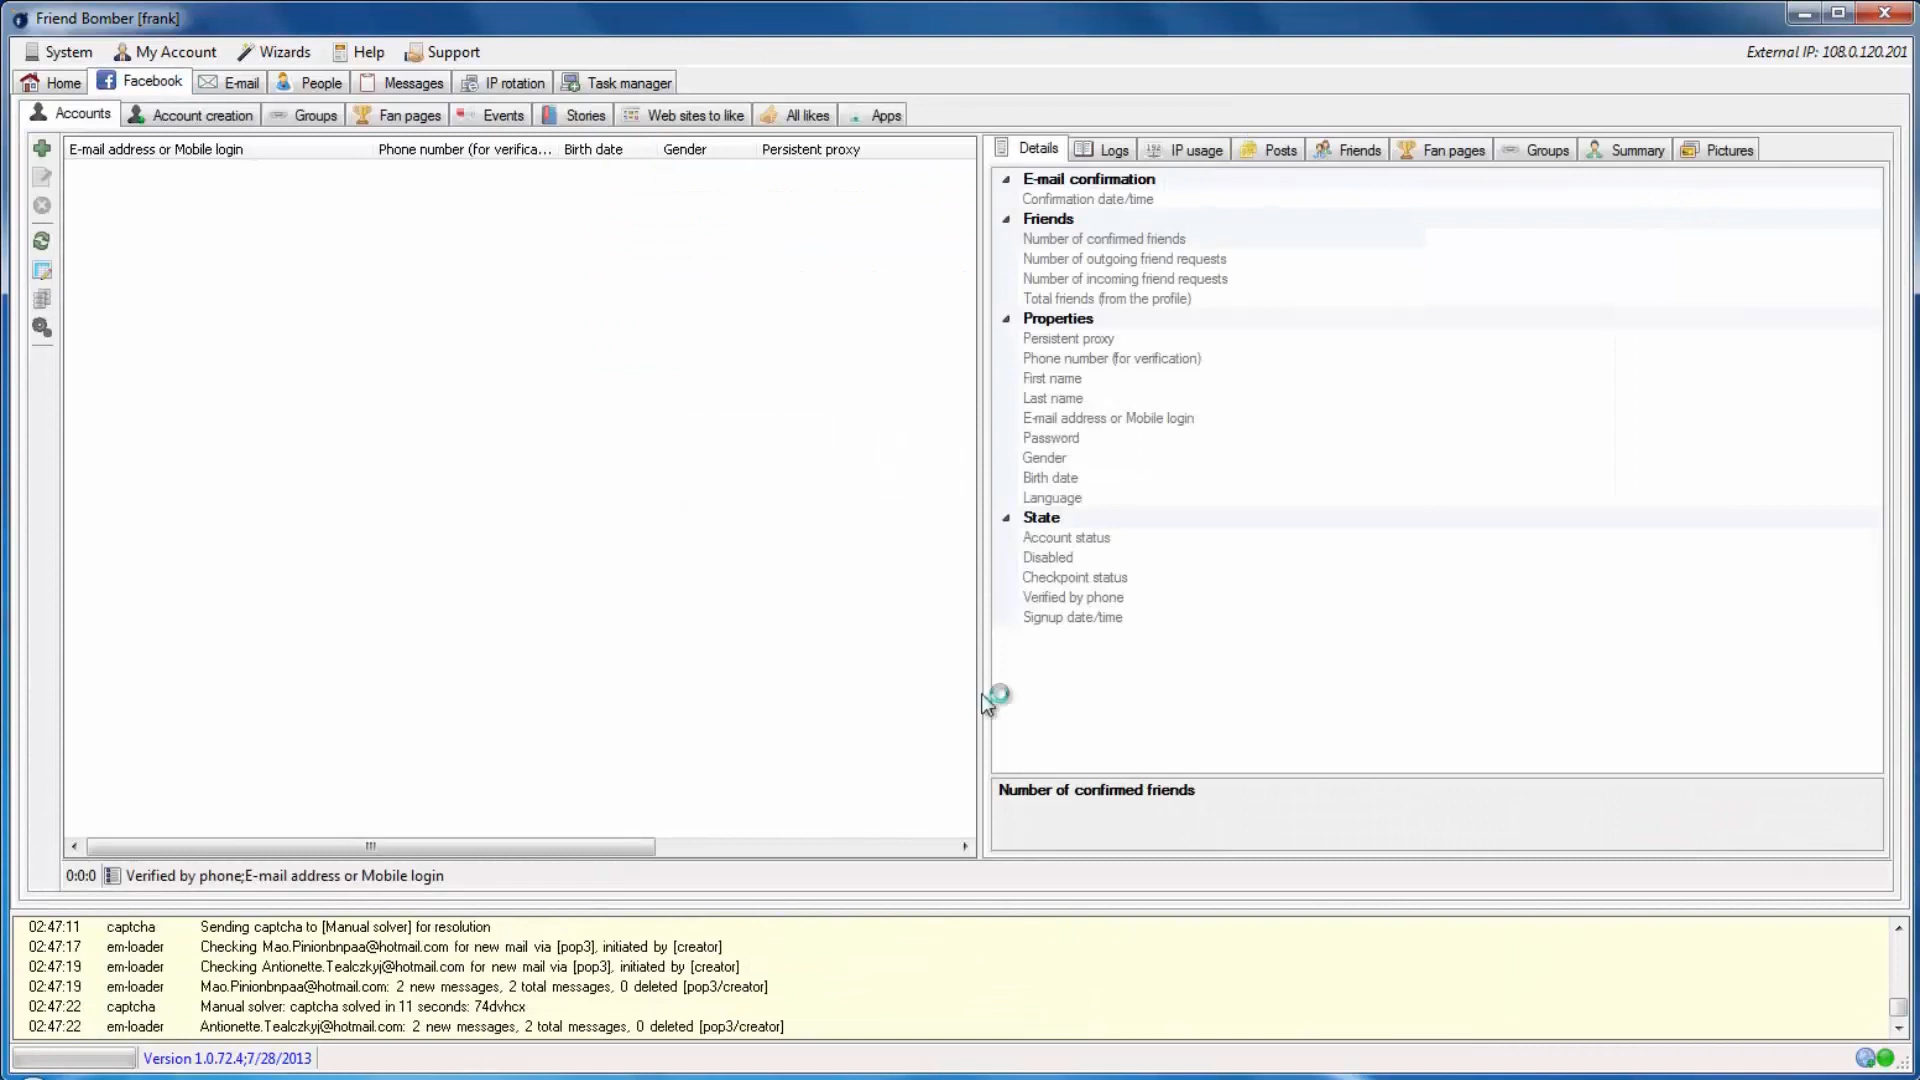 Friend Bomber [frank]
System My Account Wizards Help Support External IP: 108.0.120.201
Home Facebook E-mail People Messages IP rotation Task manager
Accounts Account creation Groups Fan pages Events Stories Web sites to like All likes Apps
E-mail address or Mobile login Phone number (for verifica... Birth date Gender Persistent proxy
Details Logs IP usage Posts Friends Fan pages Groups Summary Pictures
E-mail confirmation
Confirmation date/time
Friends
Number of confirmed friends
Number of outgoing friend requests
Number of incoming friend requests
Total friends (from the profile)
Properties
Persistent proxy
Phone number (for verification)
First name
Last name
E-mail address or Mobile login
Password
Gender
Birth date
Language
State
Account status
Disabled
Checkpoint status
Verified by phone
Signup date/time
Number of confirmed friends
0:0:0 Verified by phone;E-mail address or Mobile login
02:47:11 captcha Sending captcha to [Manual solver] for resolution
02:47:17 em-loader Checking Mao.Pinionbnpaa@hotmail.com for new mail via [pop3], initiated by [creator]
02:47:19 em-loader Checking Antionette.Tealczkyj@hotmail.com for new mail via [pop3], initiated by [creator]
02:47:19 em-loader Mao.Pinionbnpaa@hotmail.com: 2 new messages, 2 total messages, 0 deleted [pop3/creator]
02:47:22 captcha Manual solver: captcha solved in 11 seconds: 74dvhcx
02:47:22 em-loader Antionette.Tealczkyj@hotmail.com: 2 new messages, 2 total messages, 0 deleted [pop3/creator]
Version 1.0.72.4;7/28/2013